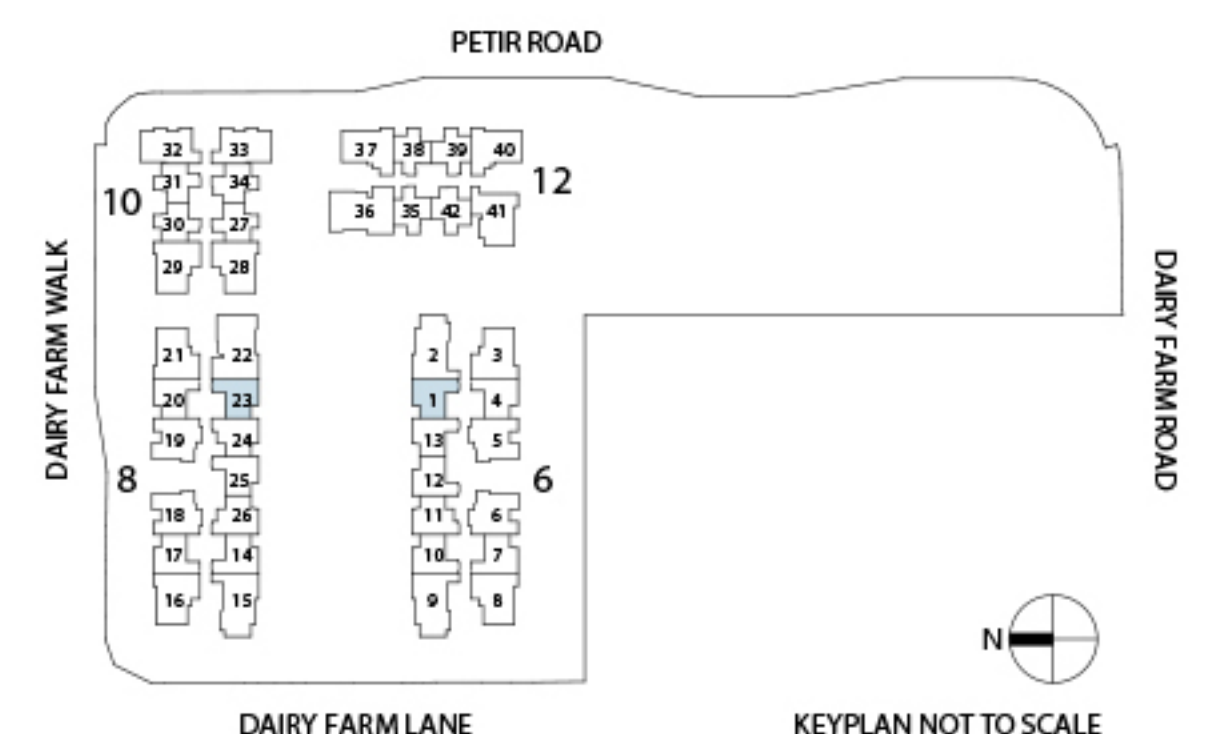 PETIR ROAD
32 33 37 38 39 40
10 31 34 12
30 27 36 35 42 41
29 28
DAIRY FARM WALK
DAIRY FARM ROAD
21 22 2 3
20 23 1 4
19 24 13 5
8 25 12 6
18 26 11 6
17 14 10 7
16 15 9 8
N
DAIRY FARM LANE
KEYPLAN NOT TO SCALE